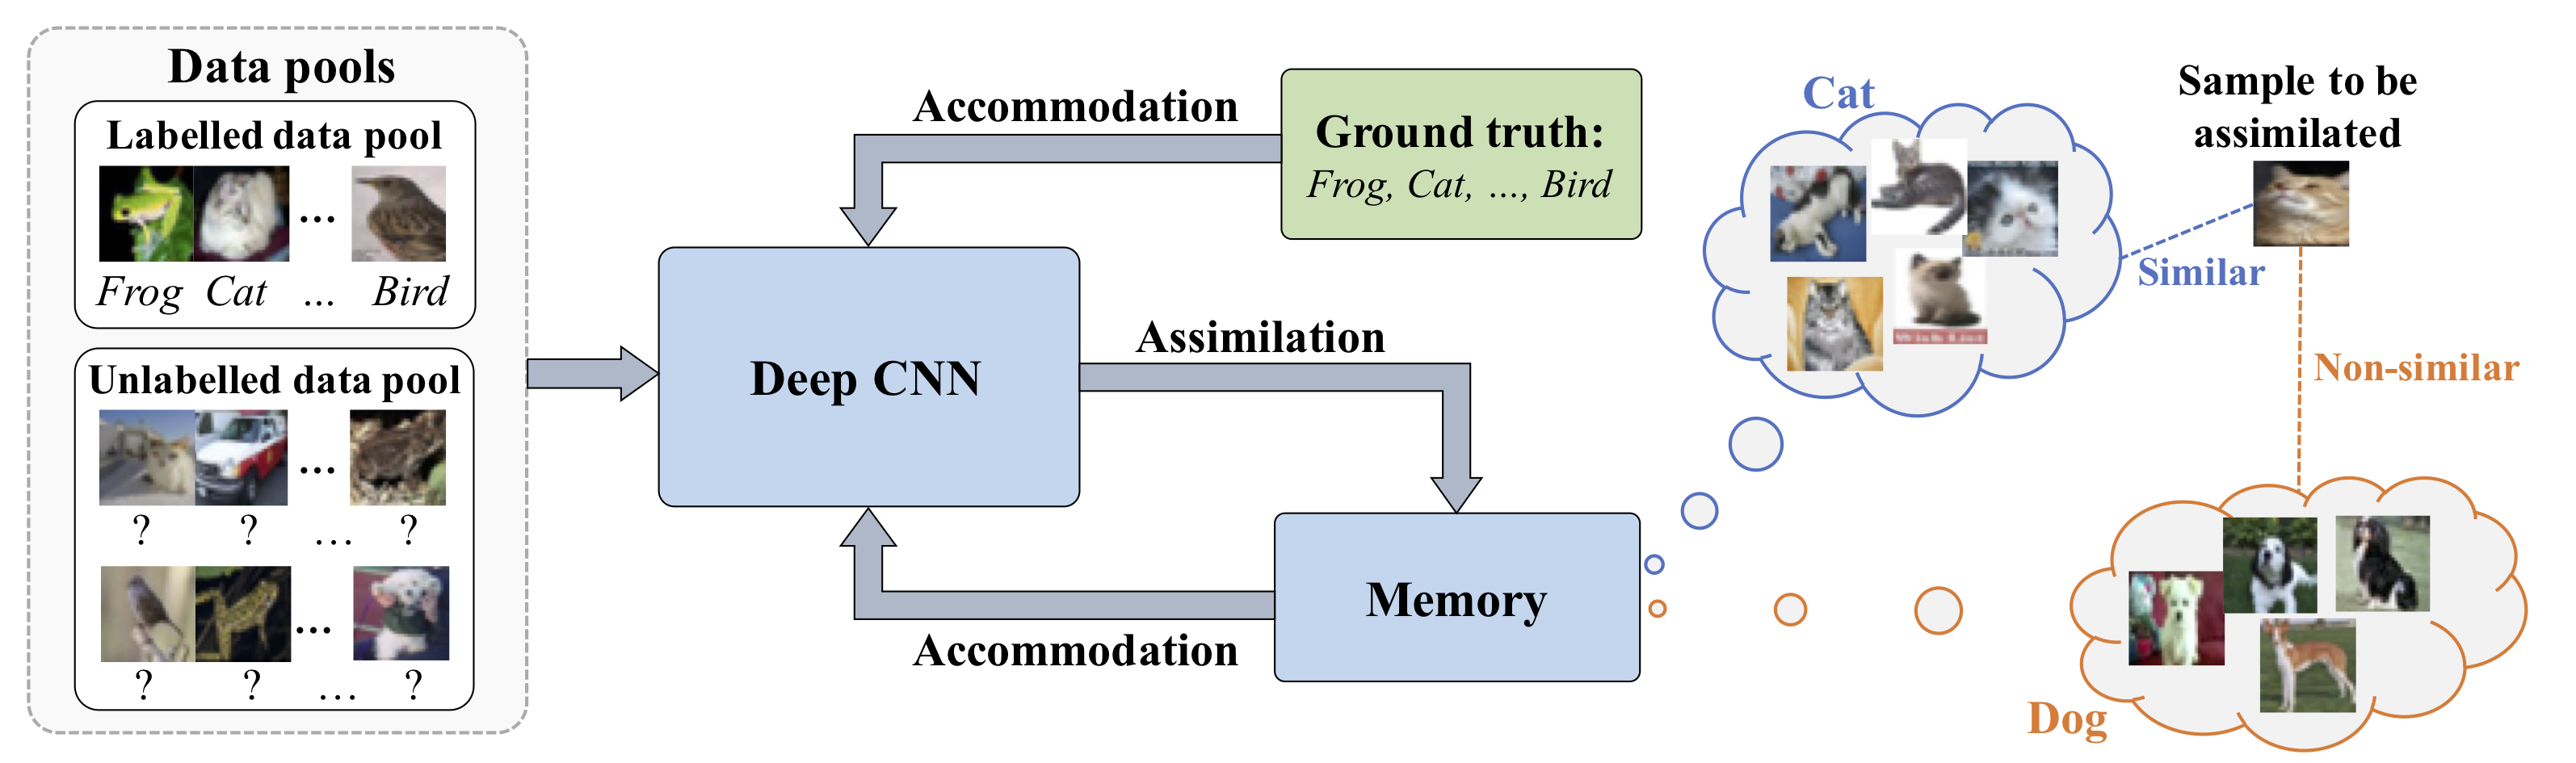 Data pools
Labelled data pool
...
Frog Cat ... Bird
Unlabelled data pool
...
? ? ... ?
...
? ? ... ?
Accommodation
Ground truth:
Frog, Cat, ..., Bird
Deep CNN
Assimilation
Memory
Accommodation
Cat
Sample to be
assimilated
Similar
Non-similar
Dog